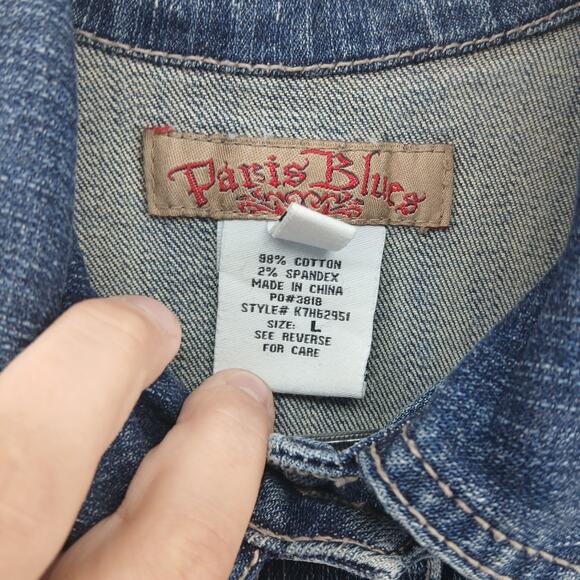 Paris Blues
98% COTTON
2% SPANDEX
MADE IN CHINA
PO#3818
STYLE# K7H62951
SIZE: L
SEE REVERSE
FOR CARE